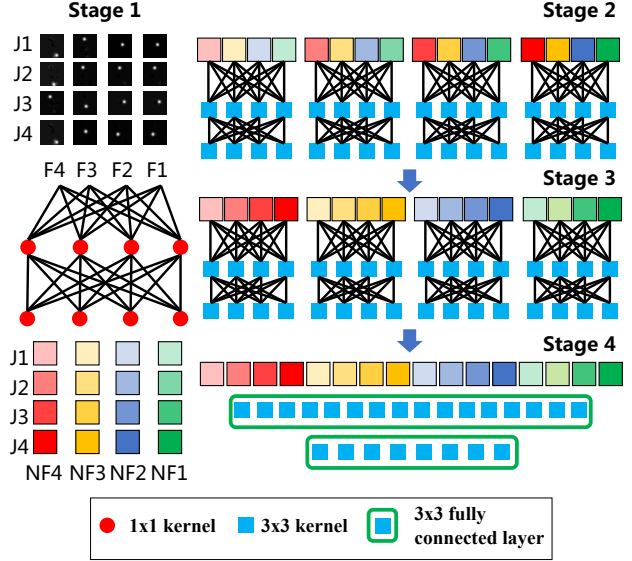 Stage 1
J1
J2
J3
J4
F4 F3 F2 F1
J1
J2
J3
J4
NF4 NF3 NF2 NF1
Stage 2
Stage 3
Stage 4
1x1 kernel
3x3 kernel
3x3 fully
connected layer